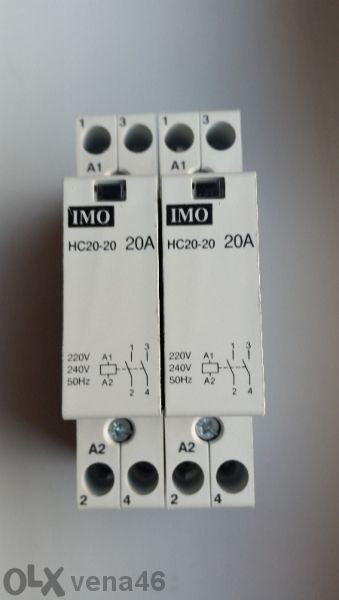 1 3 1 3
A1 A1
IMO IMO
HC20-20 20A HC20-20 20A
1 3 1 3
220V A1 220V A1
240V 240V
50Hz A2 50Hz A2
2 4 2 4
A2 A2
2 4 2 4
OLX vena46